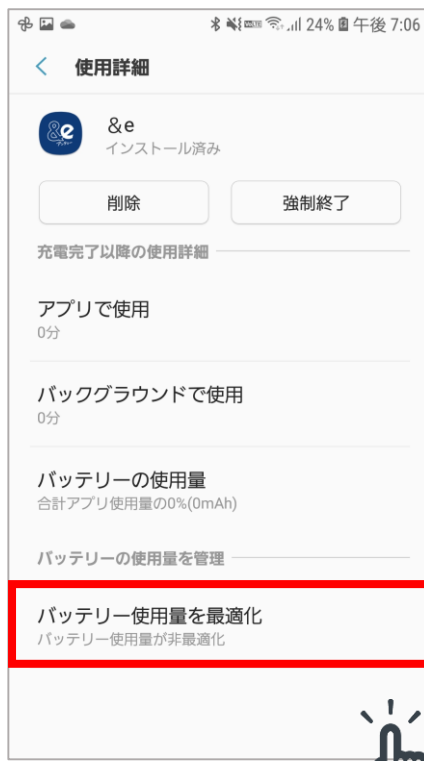 24% 午後 7:06
使用詳細
&e
&e
インストール済み
削除
強制終了
充電完了以降の使用詳細
アプリで使用
0分
バックグラウンドで使用
0分
バッテリーの使用量
合計アプリ使用量の0%(0mAh)
バッテリーの使用量を管理
バッテリー使用量を最適化
バッテリー使用量が非最適化